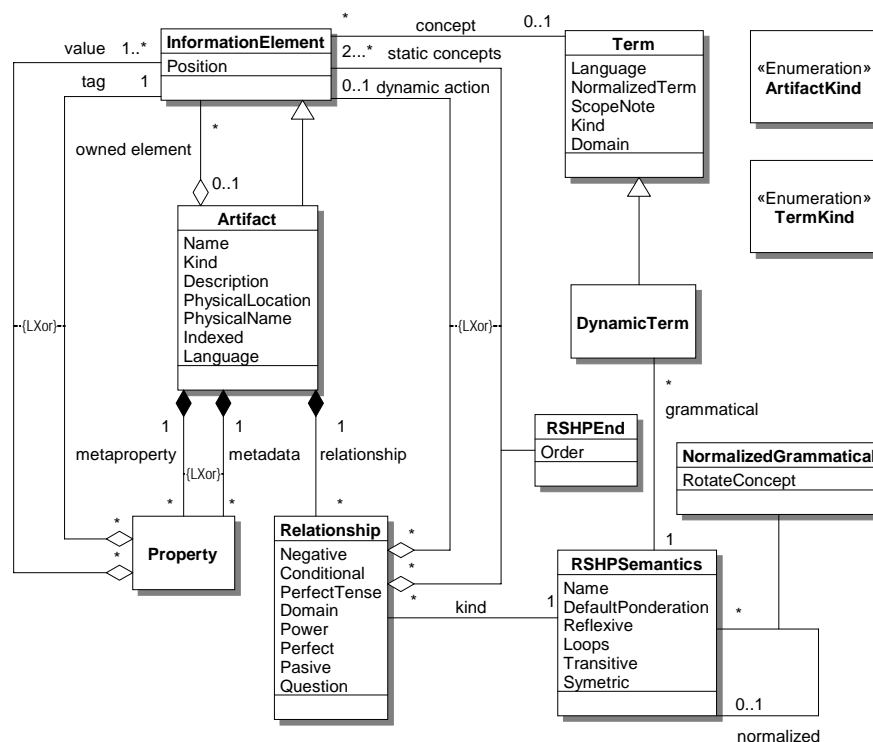 *
concept
0..1
value
1..*
InformationElement
2...*
static concepts
Term
Position
tag
1
0..1
dynamic action
Language
NormalizedTerm
ScopeNote
Kind
Domain
«Enumeration»
ArtifactKind
*
owned element
0..1
«Enumeration»
TermKind
Artifact
Name
Kind
Description
PhysicalLocation
PhysicalName
Indexed
Language
{LXor}
{LXor}
DynamicTerm
*
grammatical
1
1
1
metaproperty
metadata
relationship
{LXor}
RSHPEnd
Order
NormalizedGrammatical
RotateConcept
*
*
*
*
*
Property
Relationship
Negative
Conditional
PerfectTense
Domain
Power
Perfect
Pasive
Question
*
*
*
kind
1
1
RSHPSemantics
Name
DefaultPonderation
Reflexive
Loops
Transitive
Symetric
*
0..1
normalized